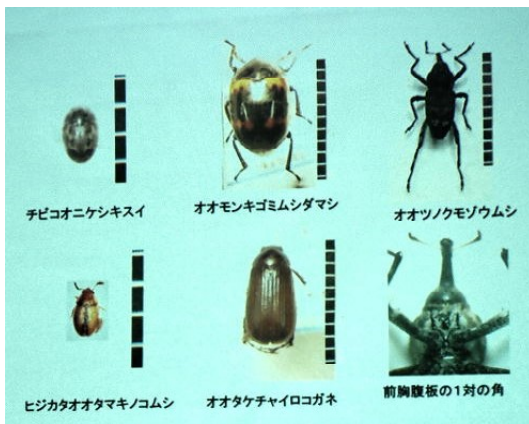 チビコオニケシキスイ
オオモンキゴミムシダマシ
オオツノクモゾウムシ
ヒジカタオオタマキノコムシ
オオタケチャイロコガネ
前胸腹板の1対の角